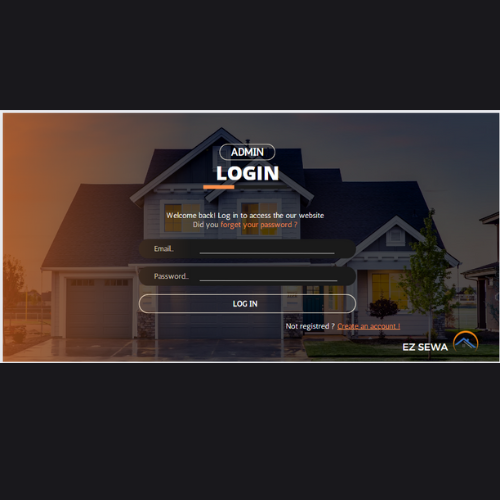 ADMIN
LOGIN
Welcome back! Log in to access the our website
Did you forget your password ?
Email..
Password..
LOG IN
Not registred ? Create an account !
EZ SEWA